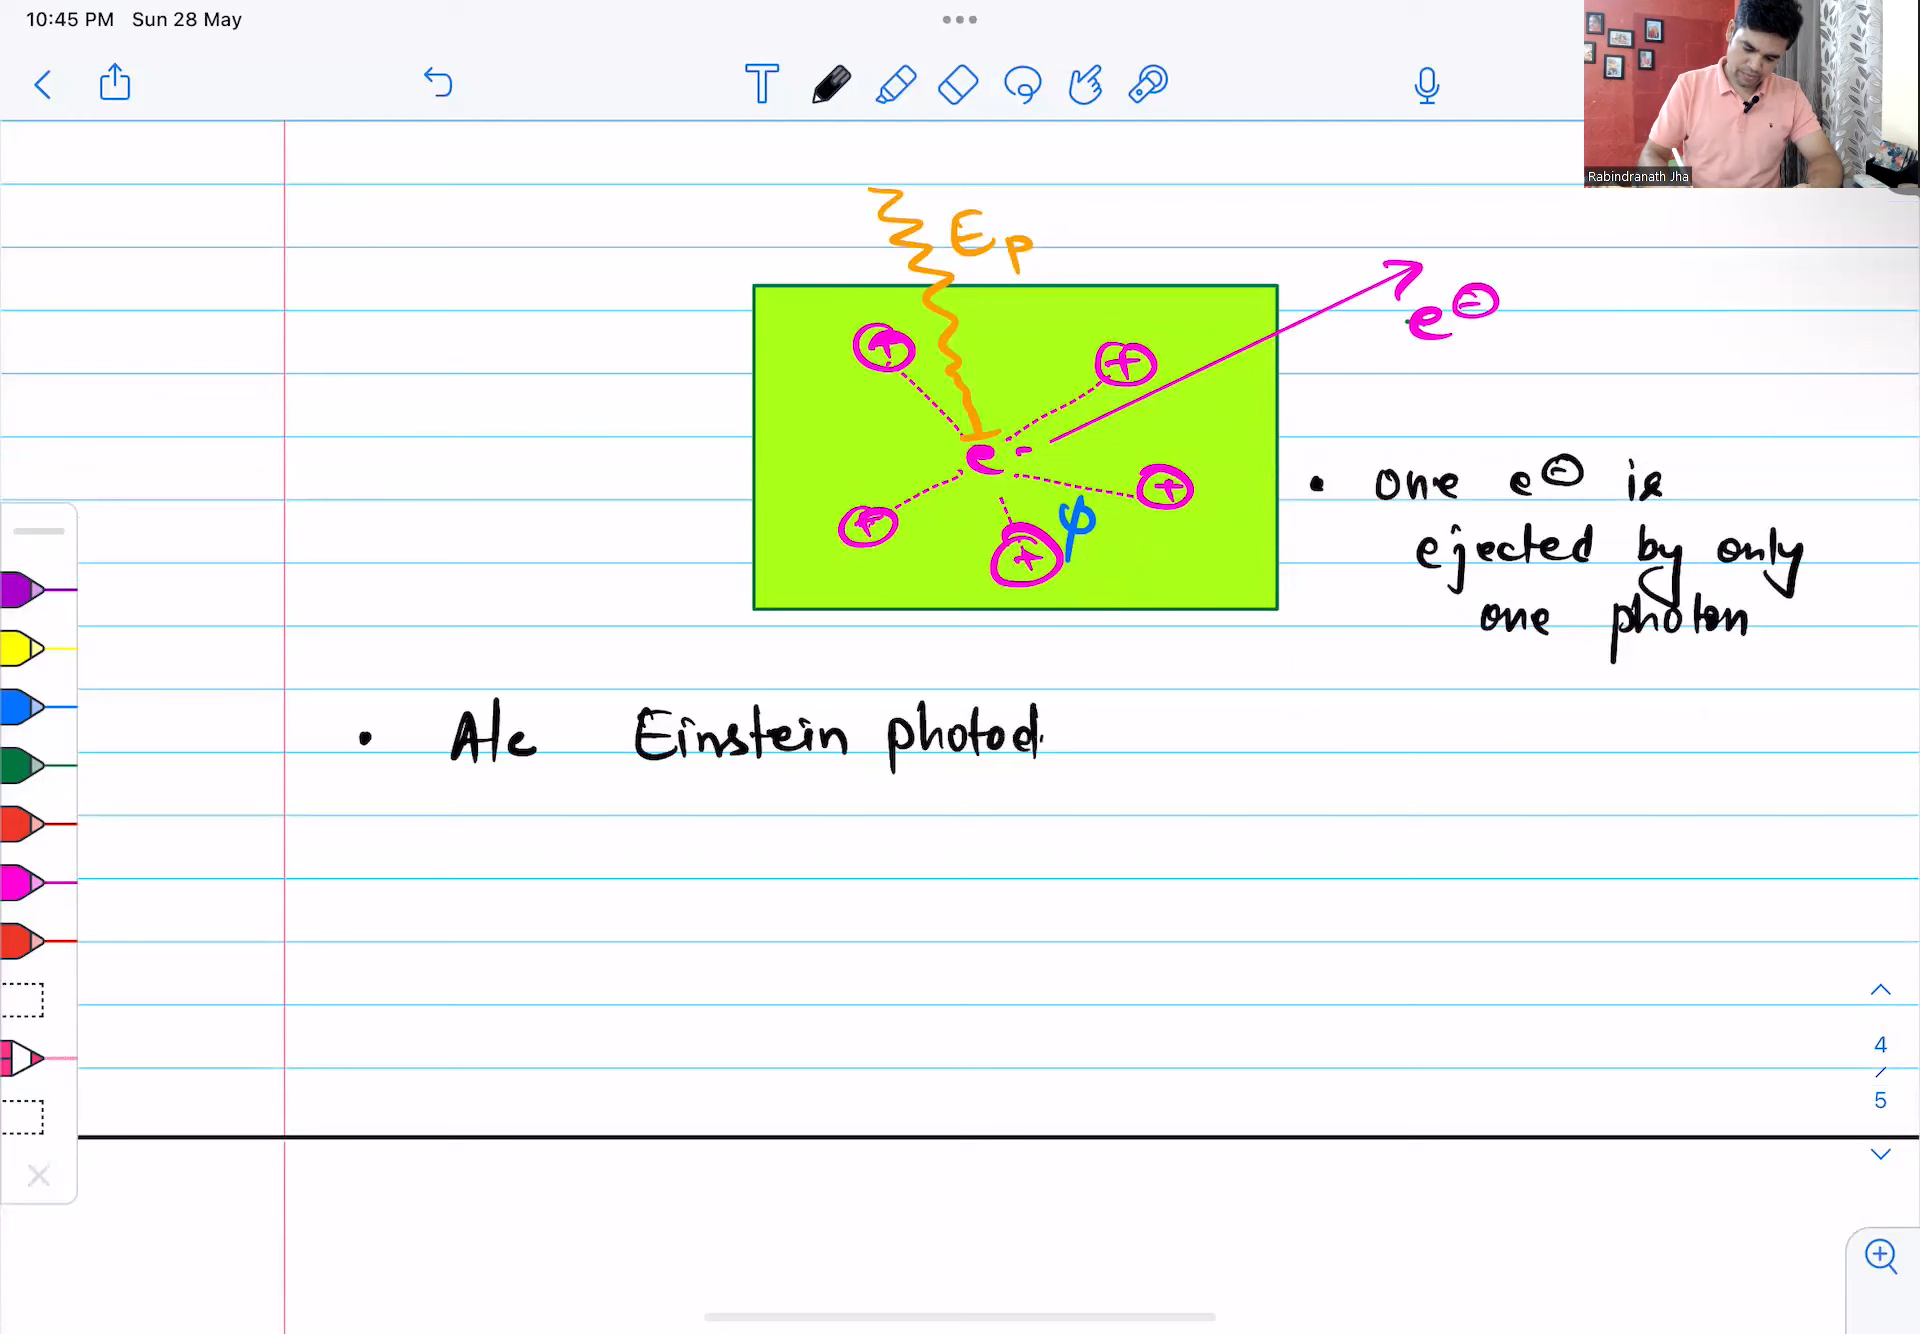 10:45 PM Sun 28 May
Rabindranath Jha
Ep
e⊖
⊕
⊕
e-
⊕
⊕
⊕
φ
• one e⊖ is
ejected by only
one photon
• A/c Einstein photoel.
4
/
5